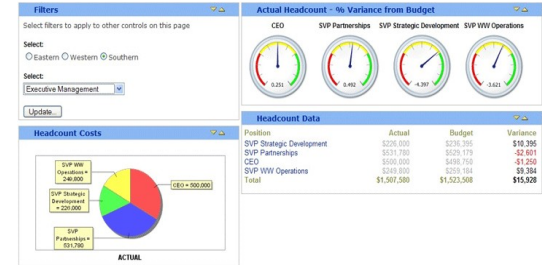 Filters
Select filters to apply to other controls on this page
Select:
Eastern Western Southern
Select:
Executive Management
Update...
Actual Headcount - % Variance from Budget
CEO SVP Partnerships SVP Strategic Development SVP WW Operations
0.251 0.492 -4.397 -3.621
Headcount Costs
SVP WW
Operations =
249,800
SVP Strategic
Development
= 226,000
SVP
Partnerships =
531,780
CEO = 500,000
ACTUAL
Headcount Data
Position Actual Budget Variance
SVP Strategic Development $226,000 $236,395 $10,395
SVP Partnerships $531,780 $529,179 -$2,601
CEO $500,000 $498,750 -$1,250
SVP WW Operations $249,800 $259,184 $9,384
Total $1,507,580 $1,523,508 $15,928